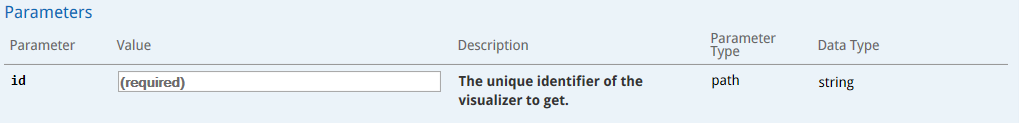 Parameters
Parameter Value Description Parameter Type Data Type
id (required) The unique identifier of the visualizer to get. path string